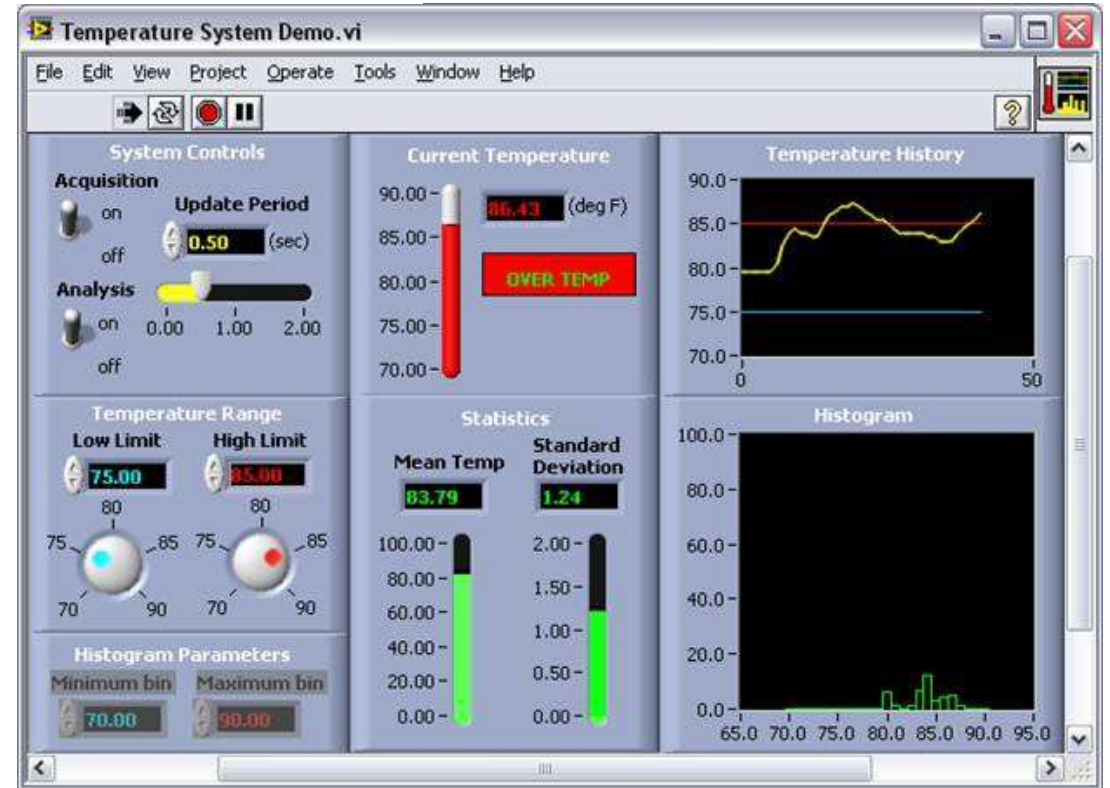 Temperature System Demo.vi
File Edit View Project Operate Tools Window Help
?
System Controls
Acquisition
on
off
Update Period
0.50 (sec)
Analysis
on
off
0.00 1.00 2.00
Temperature Range
Low Limit High Limit
75.00 85.00
80
75 85
70 90
80
75 85
70 90
Histogram Parameters
Minimum bin Maximum bin
70.00 90.00
Current Temperature
90.00
85.00
80.00
75.00
70.00
86.43 (deg F)
OVER TEMP
Statistics
Mean Temp
83.79
100.00
80.00
60.00
40.00
20.00
0.00
Standard
Deviation
1.24
2.00
1.50
1.00
0.50
0.00
Temperature History
90.0
85.0
80.0
75.0
70.0
0 50
Histogram
100.0
80.0
60.0
40.0
20.0
0.0
65.0 70.0 75.0 80.0 85.0 90.0 95.0